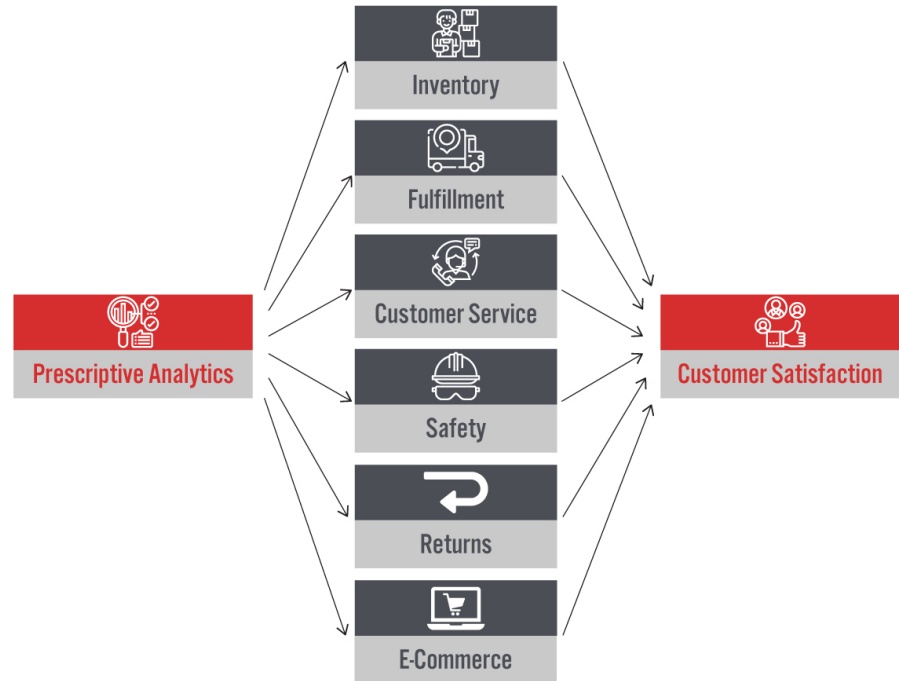 Inventory
Fulfillment
Customer Service
Prescriptive Analytics
Customer Satisfaction
Safety
Returns
E-Commerce